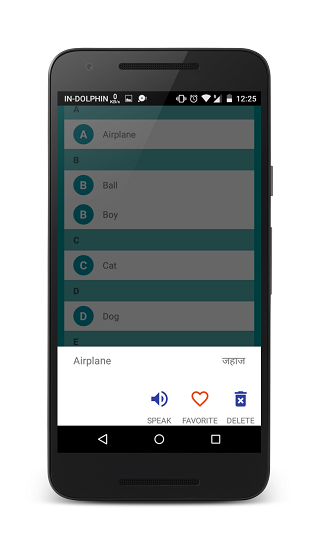 IN-DOLPHIN 0 KB/s 12:25
A
A Airplane
B
B Ball
B Boy
C
C Cat
D
D Dog
E
Airplane जहाज
SPEAK FAVORITE DELETE